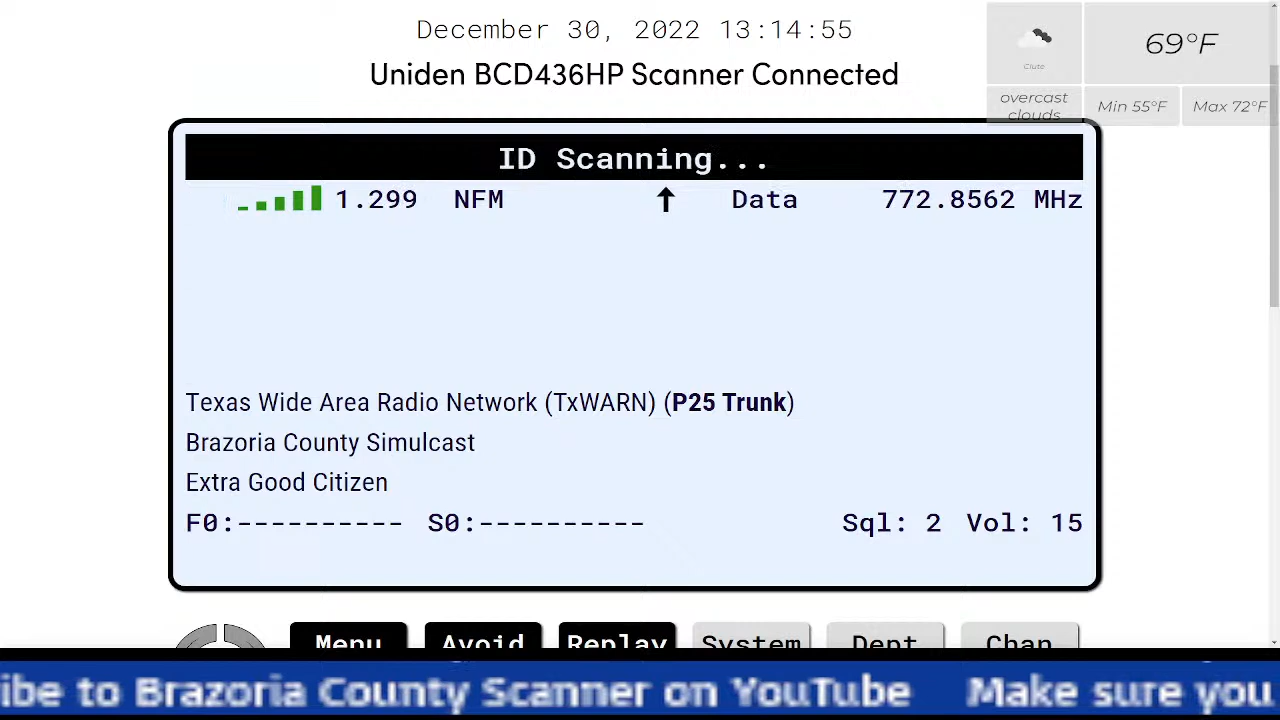 December 30, 2022 13:14:55
Uniden BCD436HP Scanner Connected
Clute
69°F
overcast
clouds
Min 55°F
Max 72°F
ID Scanning...
1.299 NFM ↑ Data 772.8562 MHz
Texas Wide Area Radio Network (TxWARN) (P25 Trunk)
Brazoria County Simulcast
Extra Good Citizen
F0:---------- S0:---------- Sql: 2 Vol: 15
Menu Avoid Replay System Dept Chan
ibe to Brazoria County Scanner on YouTube Make sure you